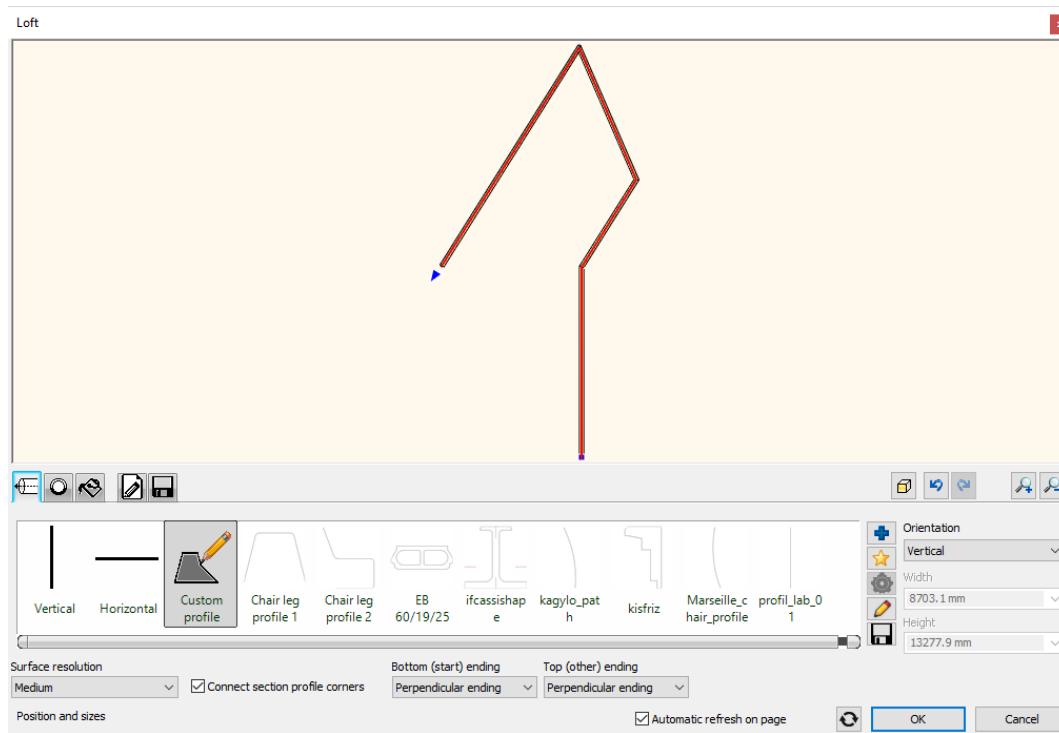 Loft
Vertical
Horizontal
Custom
profile
Chair leg
profile 1
Chair leg
profile 2
EB
60/19/25
ifcassishap
e
kagylo_pat
h
kisfriz
Marseille_c
hair_profile
profil_lab_0
1
Orientation
Vertical
Width
8703.1 mm
Height
13277.9 mm
Surface resolution
Medium
Connect section profile corners
Bottom (start) ending
Perpendicular ending
Top (other) ending
Perpendicular ending
Position and sizes
Automatic refresh on page
OK
Cancel